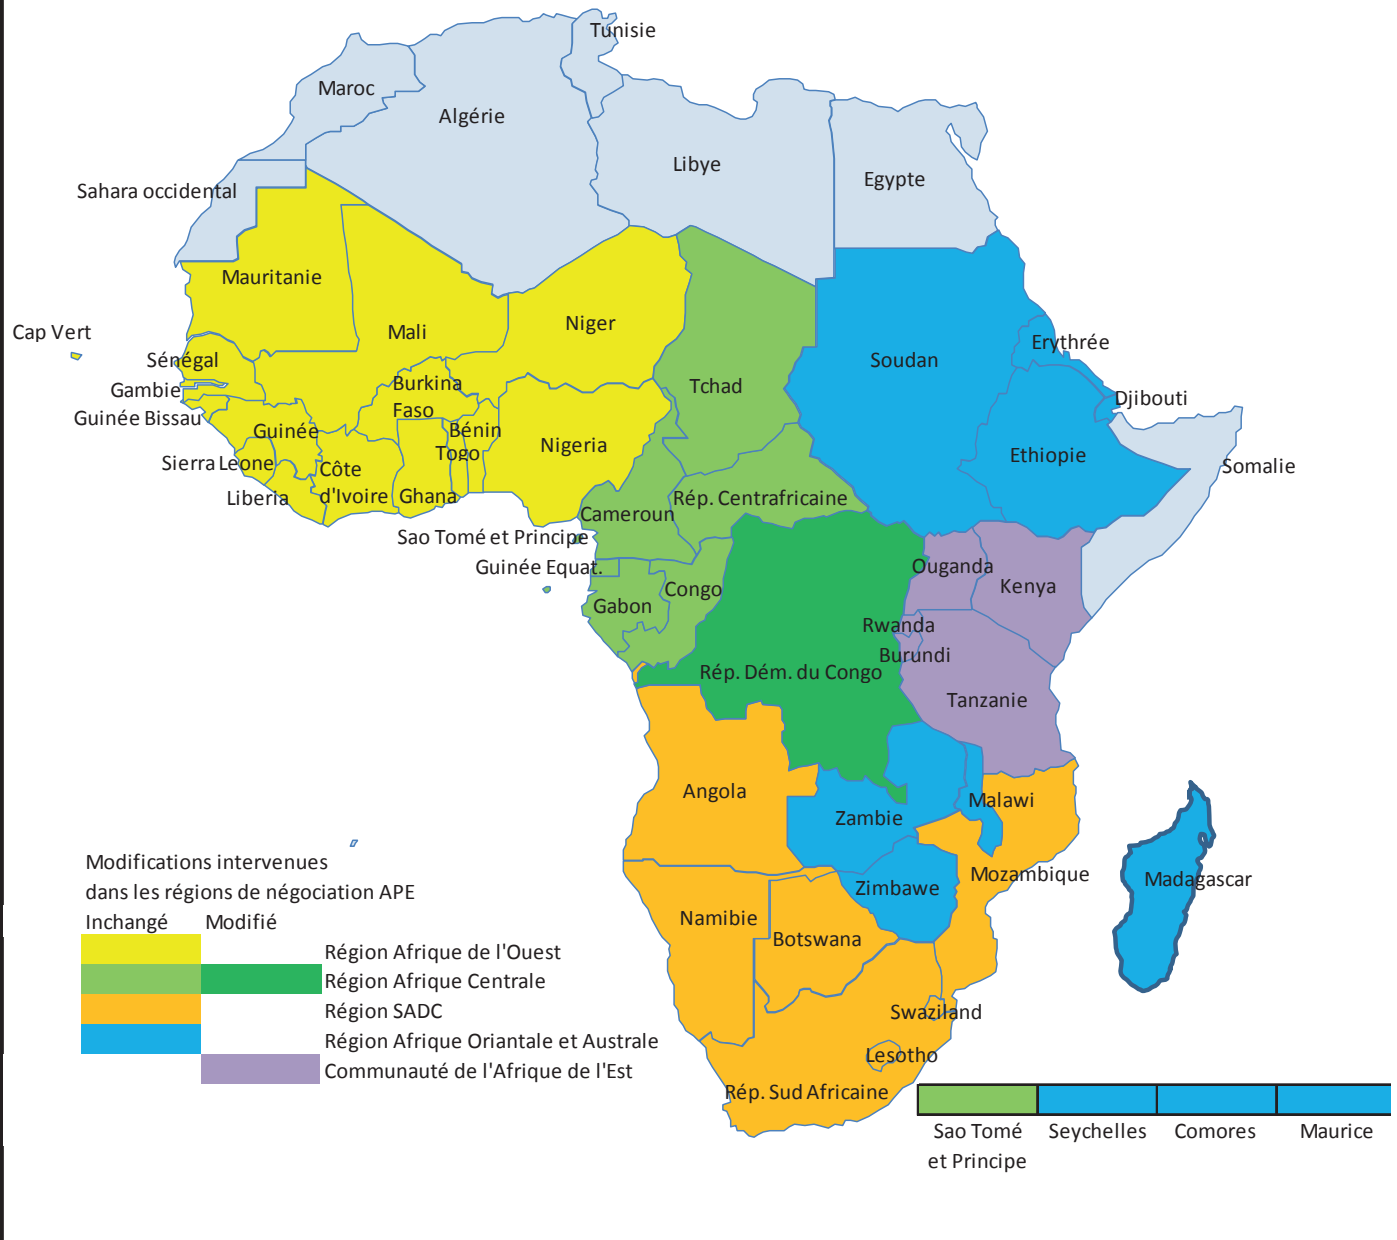 Tunisie
Maroc
Algérie
Libye
Egypte
Sahara occidental
Mauritanie
Cap Vert
Mali
Niger
Sénégal
Gambie
Guinée Bissau
Burkina
Faso
Tchad
Soudan
Erythrée
Djibouti
Guinée
Bénin
Togo
Nigeria
Ethiopie
Somalie
Sierra Leone
Côte
d'Ivoire
Liberia
Ghana
Rép. Centrafricaine
Cameroun
Sao Tomé et Principe
Guinée Equat.
Ouganda
Kenya
Congo
Gabon
Rwanda
Burundi
Rép. Dém. du Congo
Tanzanie
Angola
Malawi
Zambie
Mozambique
Madagascar
Zimbawe
Namibie
Botswana
Swaziland
Lesotho
Rép. Sud Africaine
Modifications intervenues
dans les régions de négociation APE
Inchangé Modifié
Région Afrique de l'Ouest
Région Afrique Centrale
Région SADC
Région Afrique Oriantale et Australe
Communauté de l'Afrique de l'Est
Sao Tomé
et Principe
Seychelles
Comores
Maurice